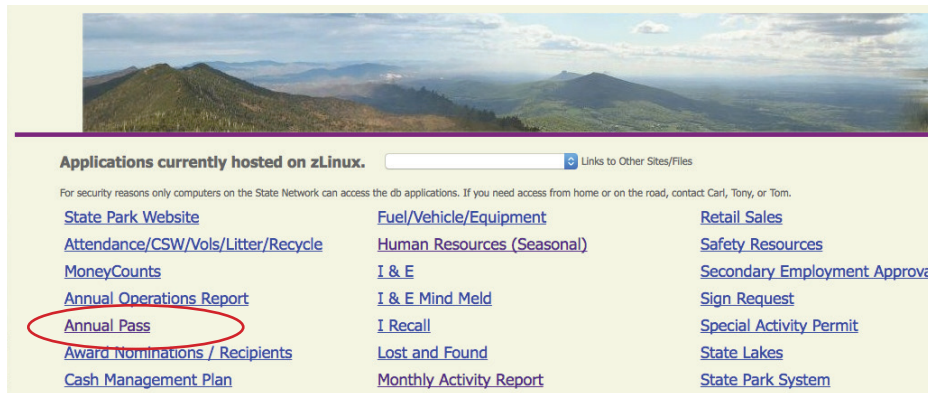 Applications currently hosted on zLinux. Links to Other Sites/Files
For security reasons only computers on the State Network can access the db applications. If you need access from home or on the road, contact Carl, Tony, or Tom.
State Park Website Fuel/Vehicle/Equipment Retail Sales
Attendance/CSW/Vols/Litter/Recycle Human Resources (Seasonal) Safety Resources
MoneyCounts I & E Secondary Employment Approva
Annual Operations Report I & E Mind Meld Sign Request
Annual Pass I Recall Special Activity Permit
Award Nominations / Recipients Lost and Found State Lakes
Cash Management Plan Monthly Activity Report State Park System